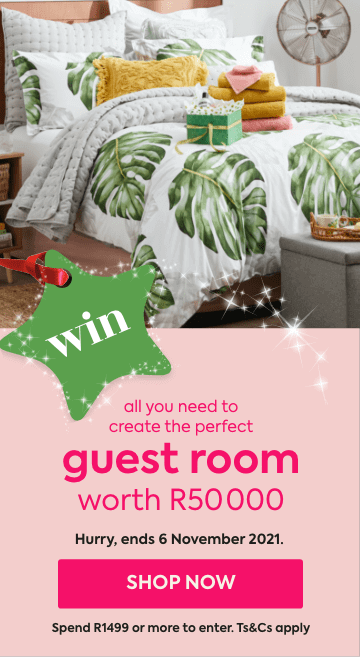 win
all you need to
create the perfect
guest room
worth R50 000
Hurry, ends 6 November 2021.
SHOP NOW
Spend R1499 or more to enter. Ts&Cs apply